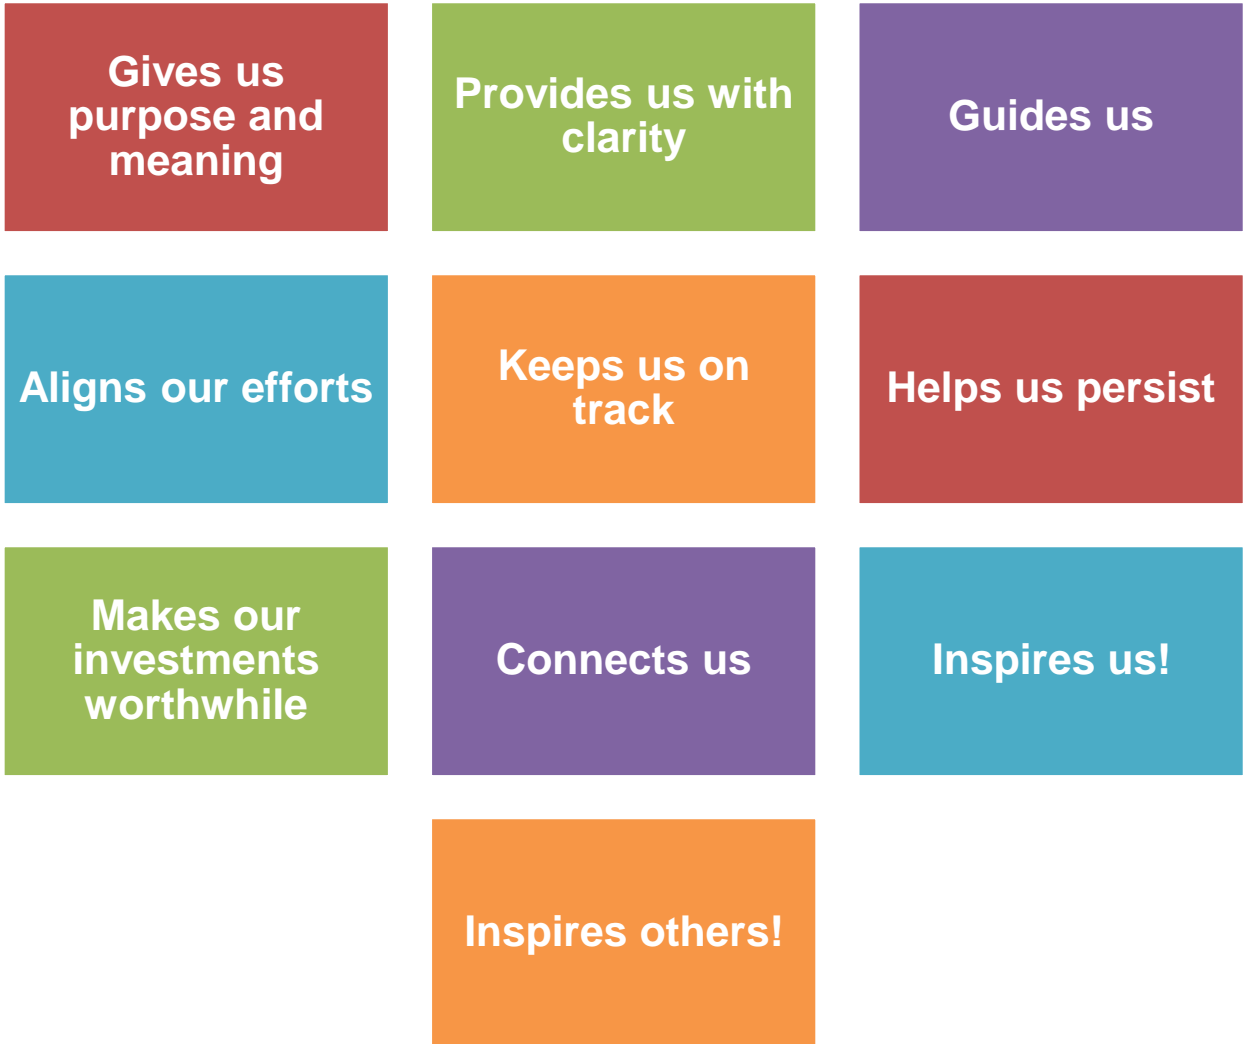 Gives us
purpose and
meaning
Provides us with
clarity
Guides us
Aligns our efforts
Keeps us on
track
Helps us persist
Makes our
investments
worthwhile
Connects us
Inspires us!
Inspires others!